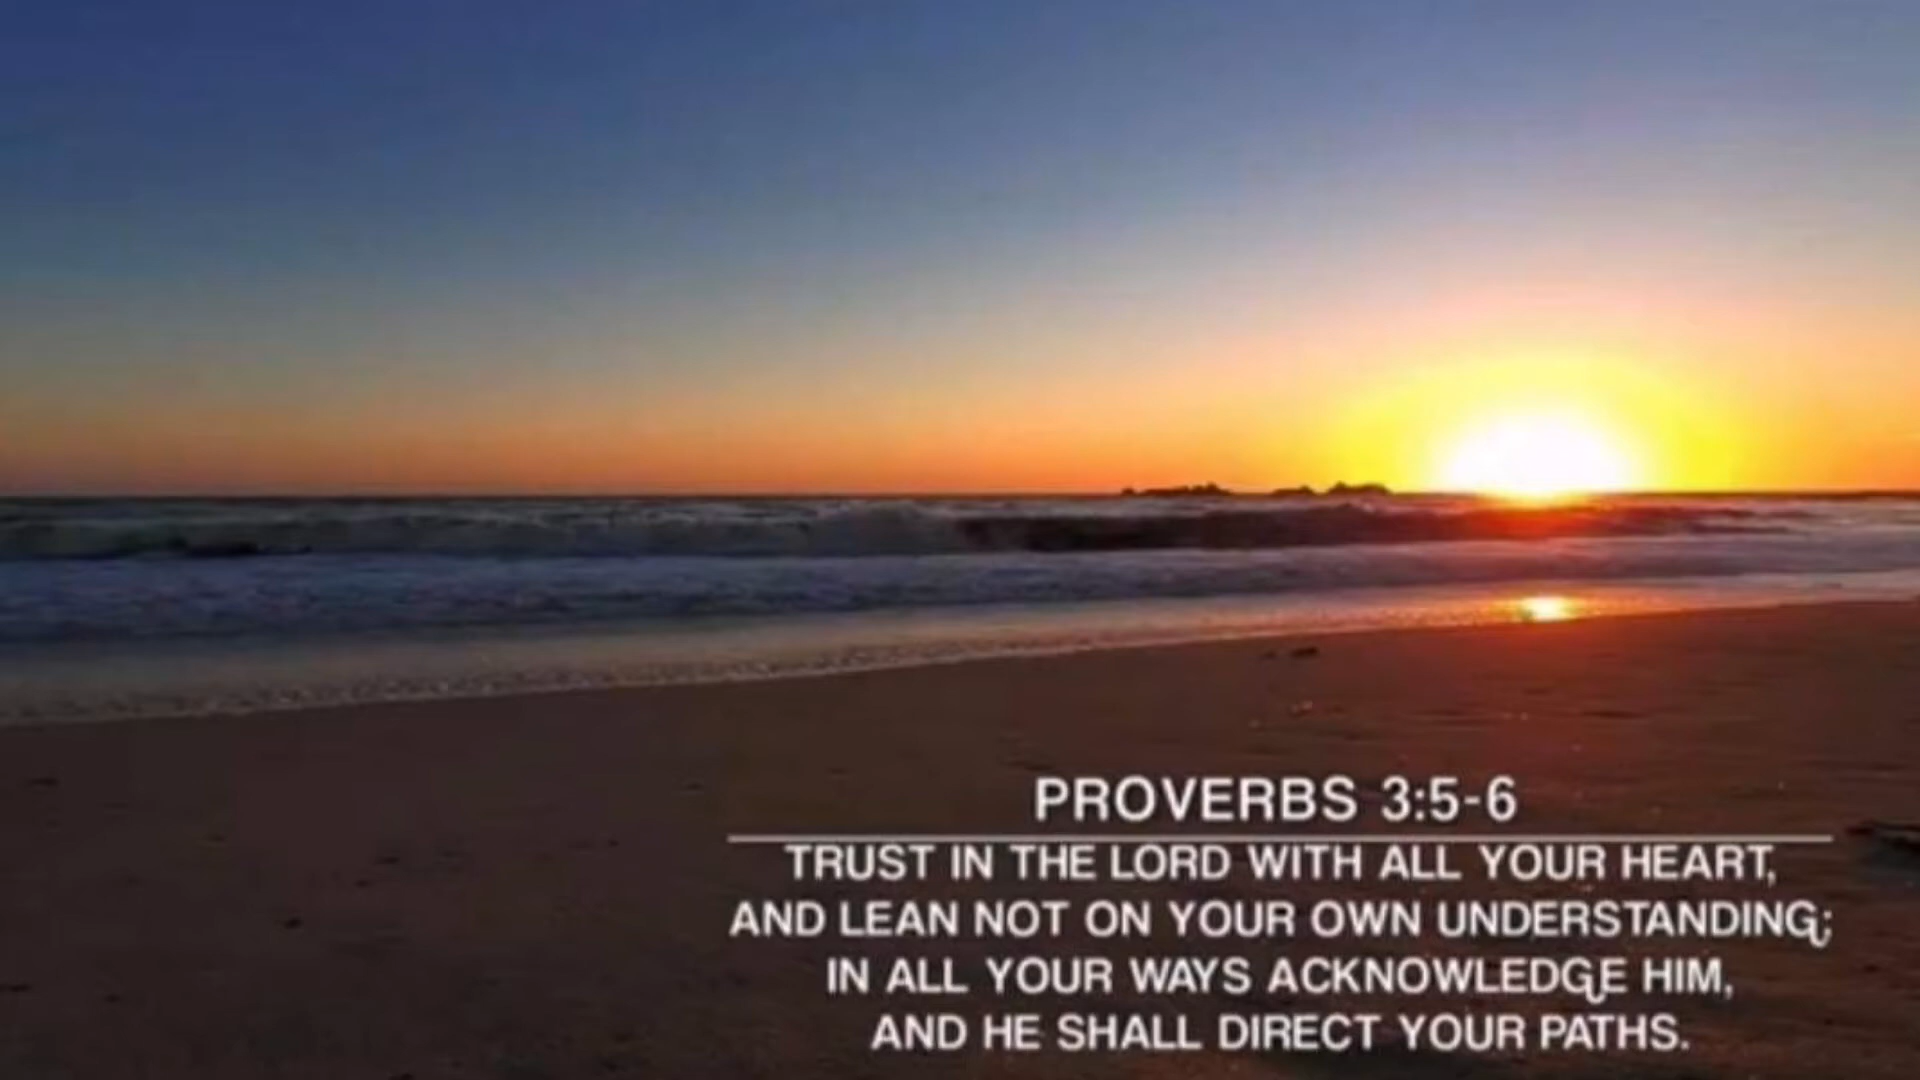 PROVERBS 3:5-6
TRUST IN THE LORD WITH ALL YOUR HEART,
AND LEAN NOT ON YOUR OWN UNDERSTANDING;
IN ALL YOUR WAYS ACKNOWLEDGE HIM,
AND HE SHALL DIRECT YOUR PATHS.